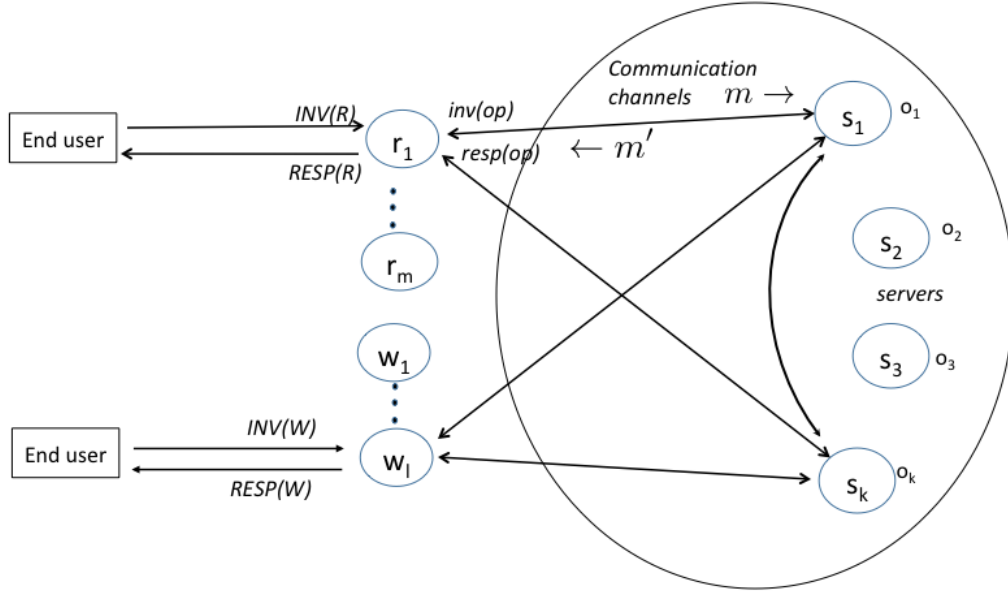 Communication
channels m →
INV(R)
inv(op)
s₁
o₁
End user
r₁
resp(op)
← m′
RESP(R)
s₂
o₂
rₘ
servers
w₁
s₃
o₃
INV(W)
End user
wₗ
oₖ
sₖ
RESP(W)